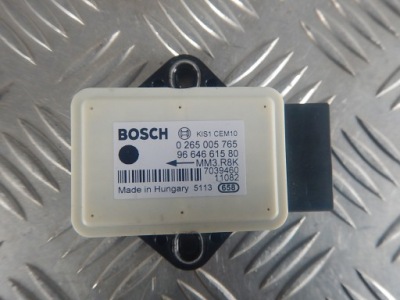 BOSCH KIS1 CEM10
0 265 005 765
96 646 615 80
MM3.R8K
7039460
11082
Made in Hungary 5113 658